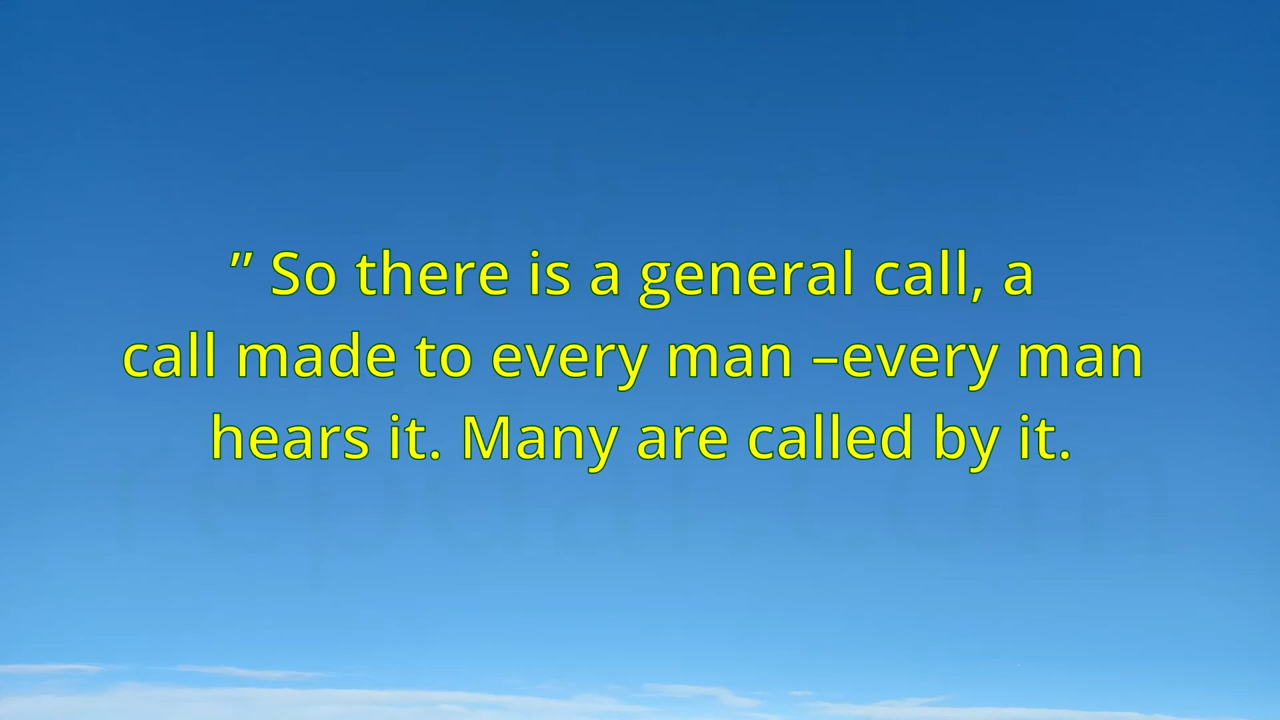 ” So there is a general call, a
call made to every man –every man
hears it. Many are called by it.